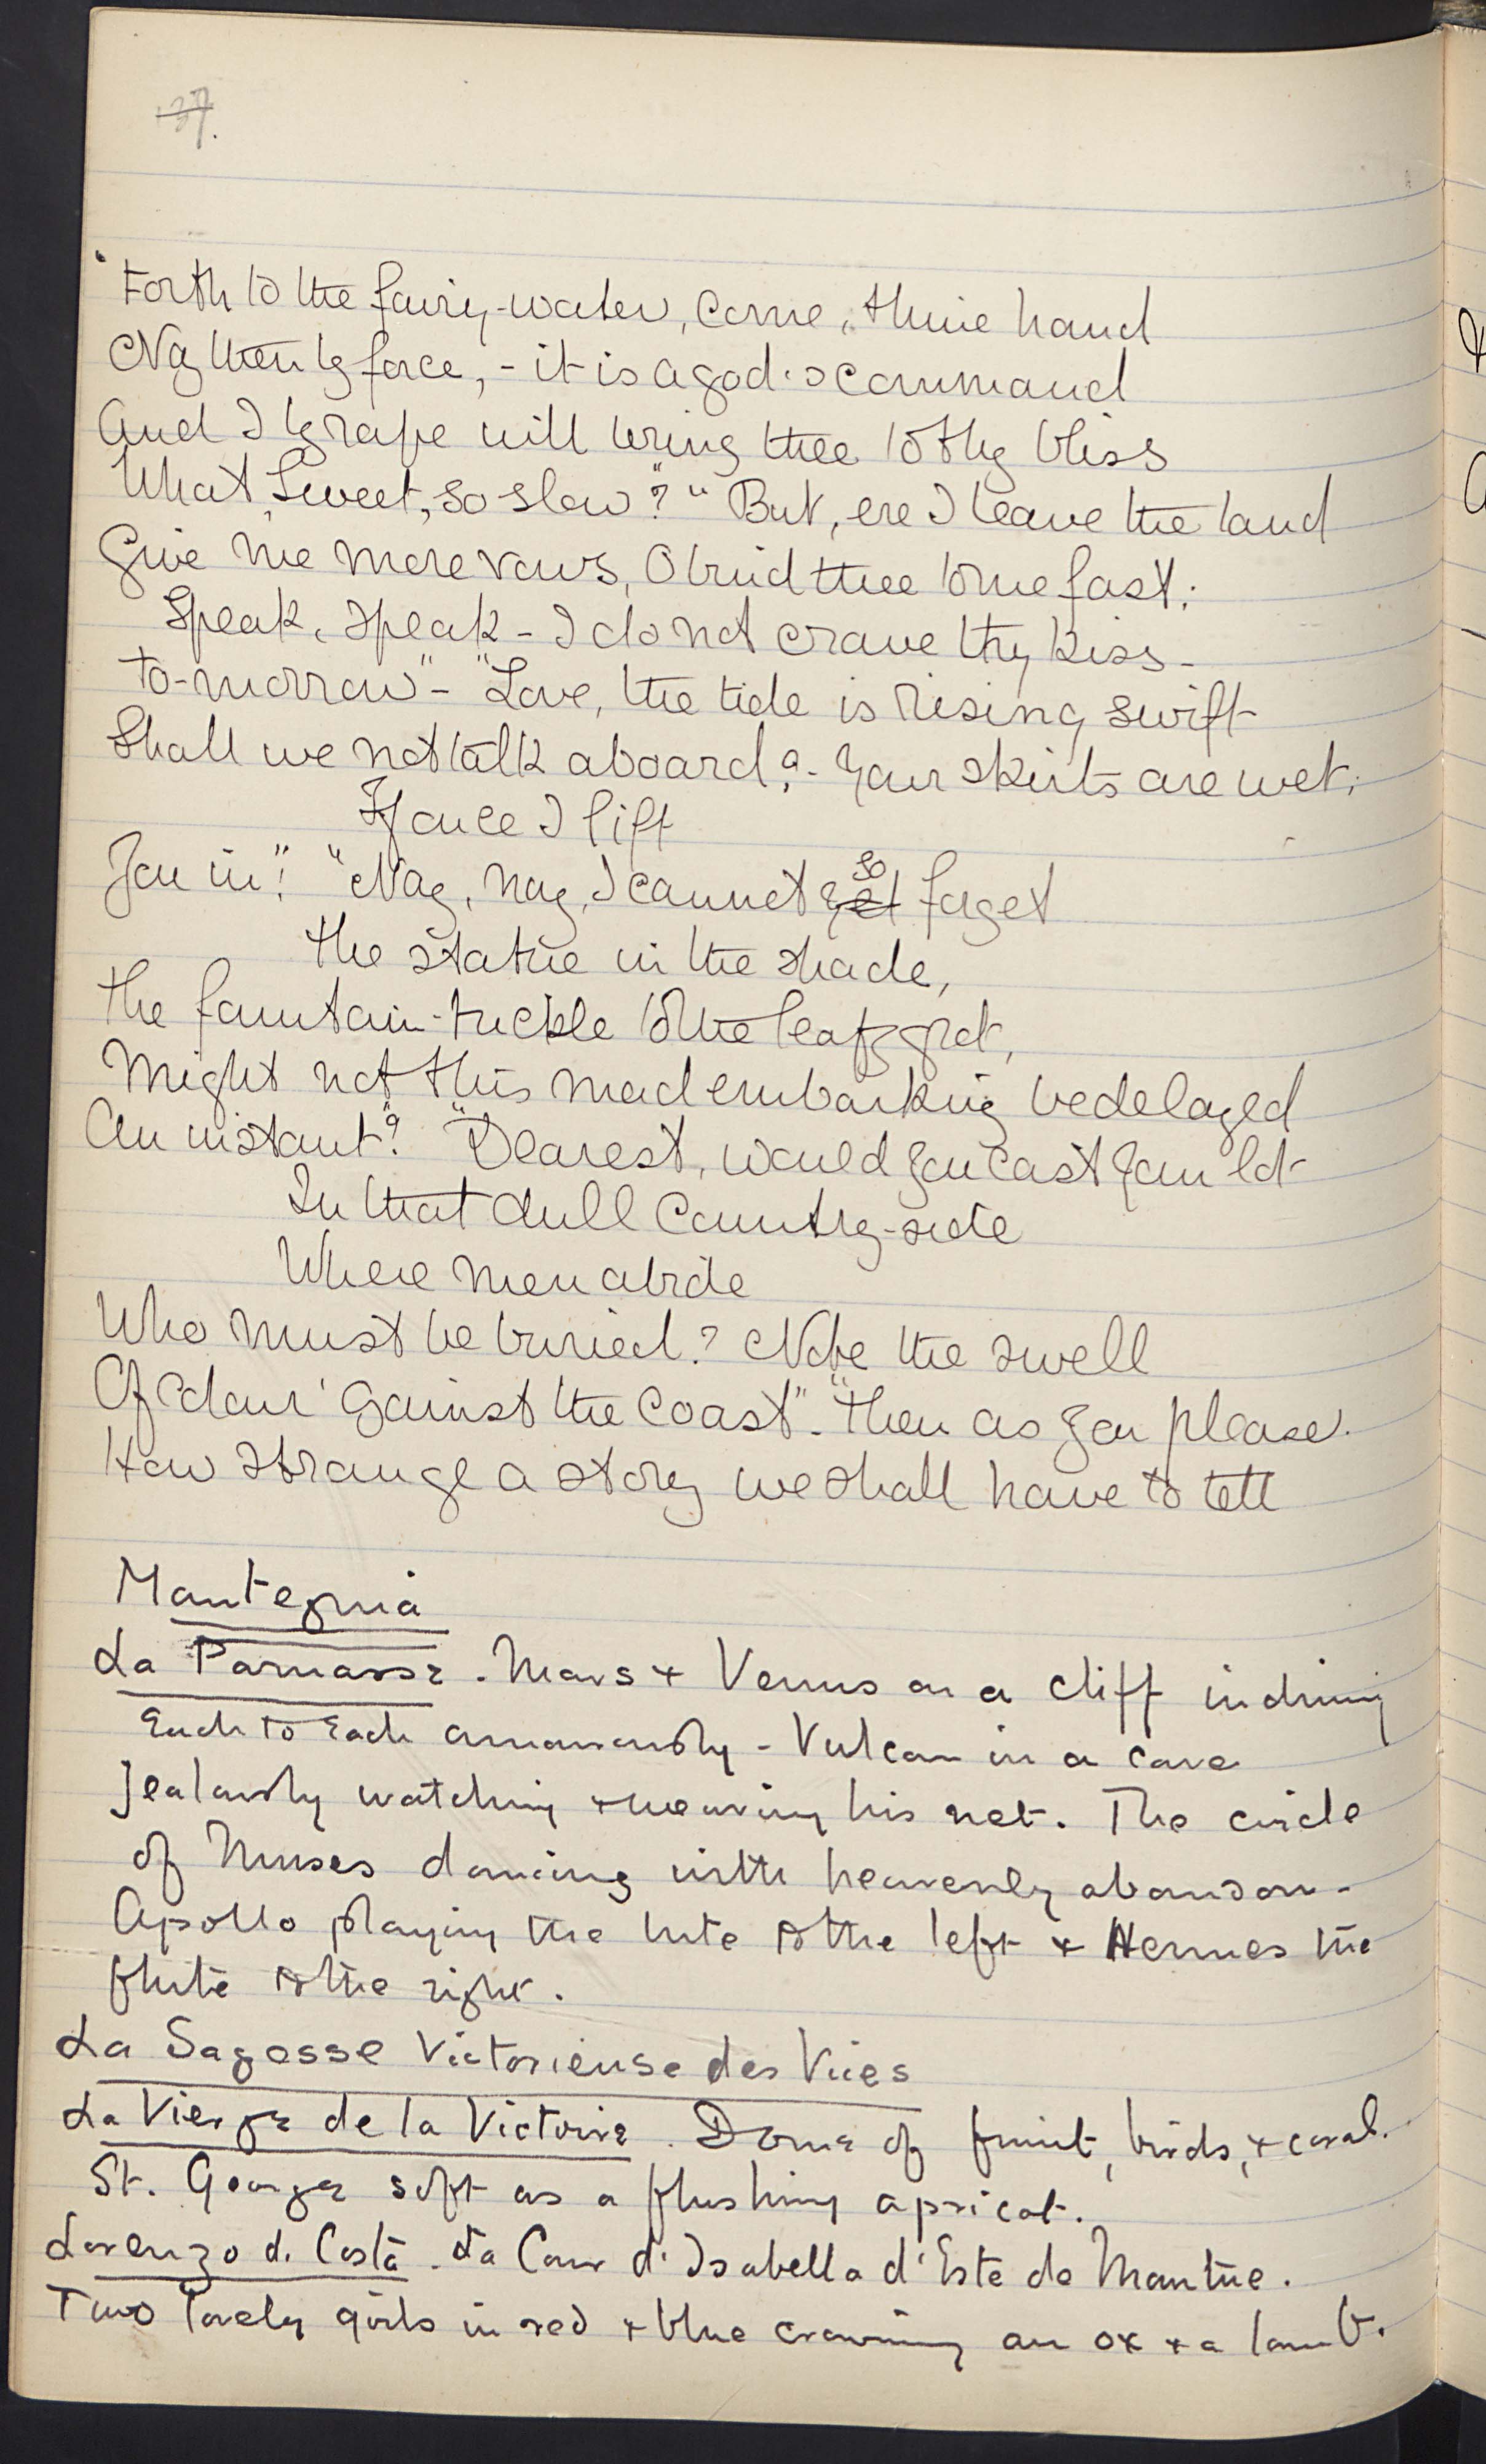 37.
"Forth to the fairy-water, come, thine hand
Nay then by force, - it is a god's command
And I by rape will bring thee to thy bliss
What, Sweet, so slow?" "But, ere I leave the land
Give me more vows, O bind thee to me fast;
Speak, speak - I do not crave thy kiss -
To-morrow" - "Love, the tide is rising swift
Shall we not talk aboard? - Your skirts are wet;
If once I lift
You in"! "Nay, nay, I cannot yet so forget
The statue in the shade,
The fountain-trickle to the leafy grot,
Might not this mad embarking be delayed
An instant"? "Dearest, would you cast your lot
In that dull country-side
Where men abide
Who must be buried? Note the swell
Of colour 'gainst the coast". "Then as you please.
How strange a story we shall have to tell
Mantegnia
La Parnasse. Mars + Venus on a cliff inclining
Each to Each amorously - Vulcan in a cave
jealously watching + weaving his net. The circle
of Muses dancing with heavenly abandon -
Apollo playing the lute to the left + Hermes the
flute to the right.
La Sagesse Victorieuse des Vices
La Vierge de la Victoire. Dome of fruit, birds, + coral.
St. George soft as a flushing apricot.
Lorenzo di Costa. La Cour d'Isabella d'Este de Mantue.
Two lovely girls in red + blue crowning an ox + a lamb.